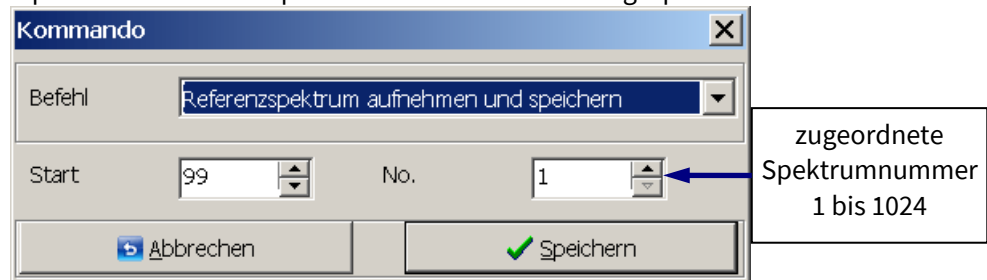 Kommando
Befehl Referenzspektrum aufnehmen und speichern
zugeordnete
Spektrumnummer
1 bis 1024
Start 99 No. 1
Abbrechen Speichern